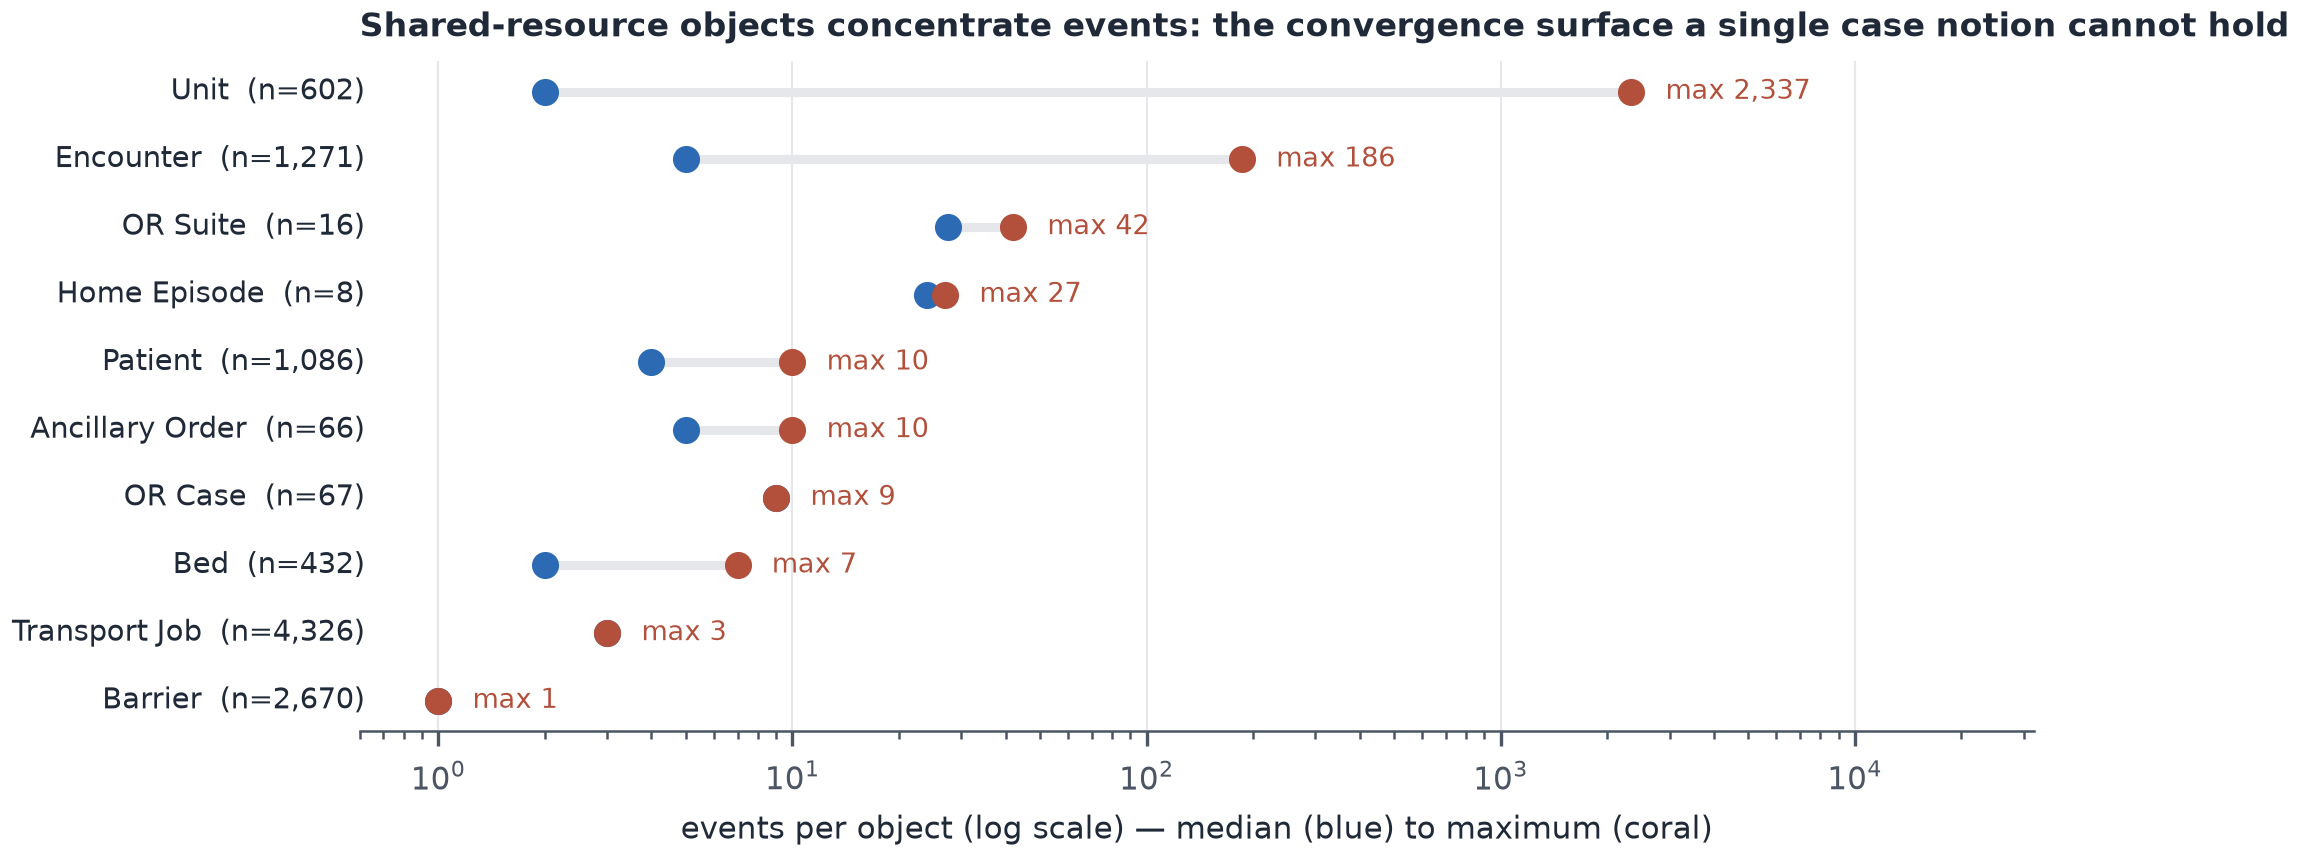 Shared-resource objects concentrate events: the convergence surface a single case notion cannot hold
Unit (n=602)
max 2,337
Encounter (n=1,271)
max 186
OR Suite (n=16)
max 42
Home Episode (n=8)
max 27
Patient (n=1,086)
max 10
Ancillary Order (n=66)
max 10
OR Case (n=67)
max 9
Bed (n=432)
max 7
Transport Job (n=4,326)
max 3
Barrier (n=2,670)
max 1
10⁰ 10¹ 10² 10³ 10⁴
events per object (log scale) — median (blue) to maximum (coral)